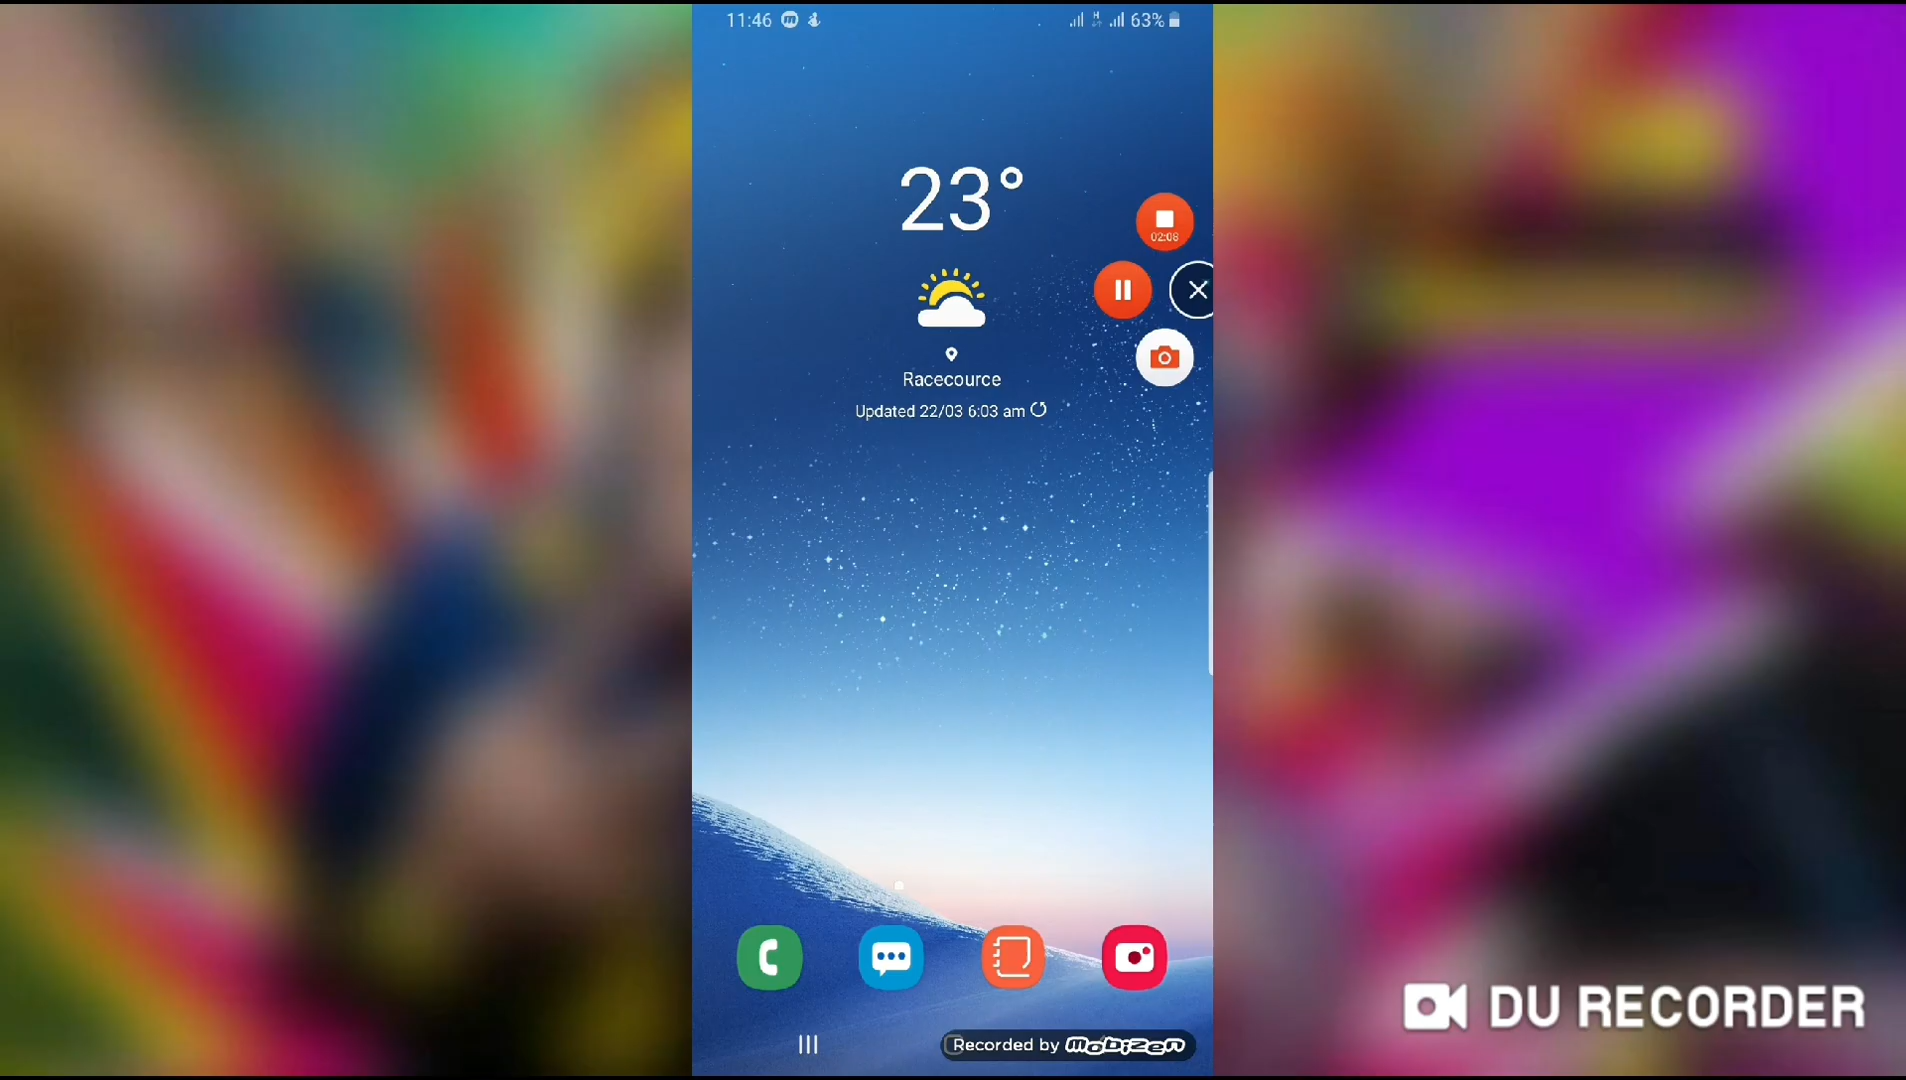 11:46
63%
23°
02:08
Racecource
Updated 22/03 6:03 am
Recorded by Mobizen
DU RECORDER